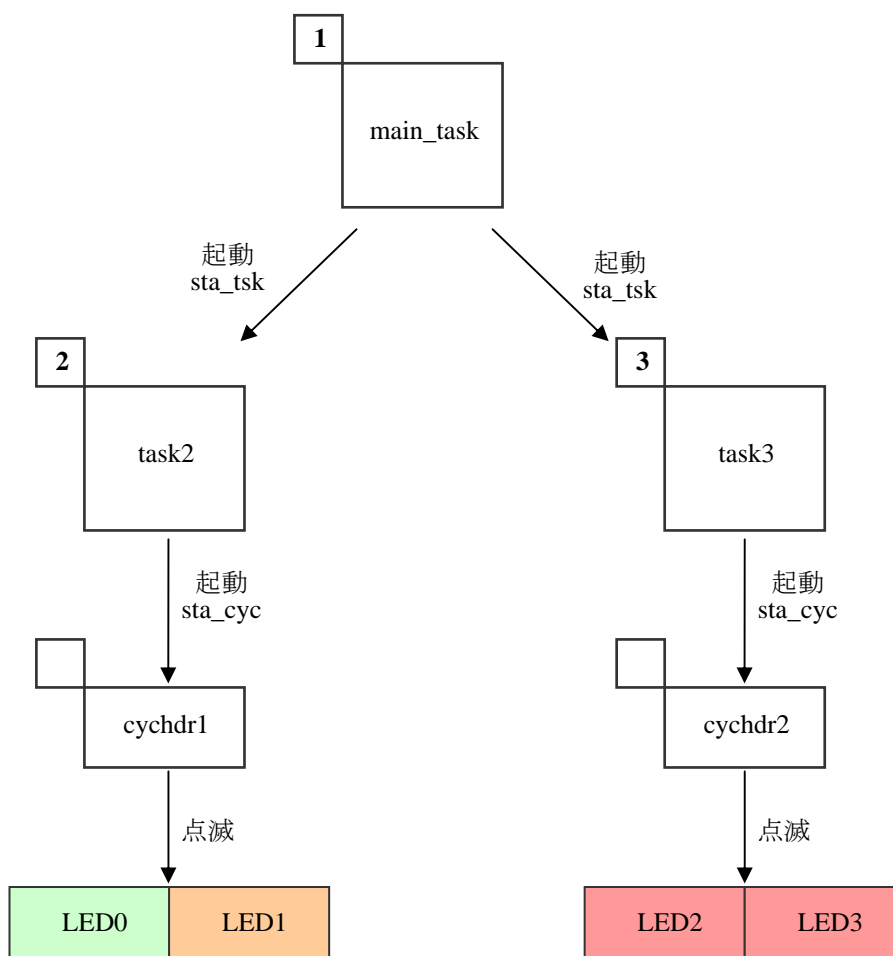 1
main_task
起動
sta_tsk
起動
sta_tsk
2
task2
3
task3
起動
sta_cyc
起動
sta_cyc
cychdr1
cychdr2
点滅
点滅
LED0
LED1
LED2
LED3